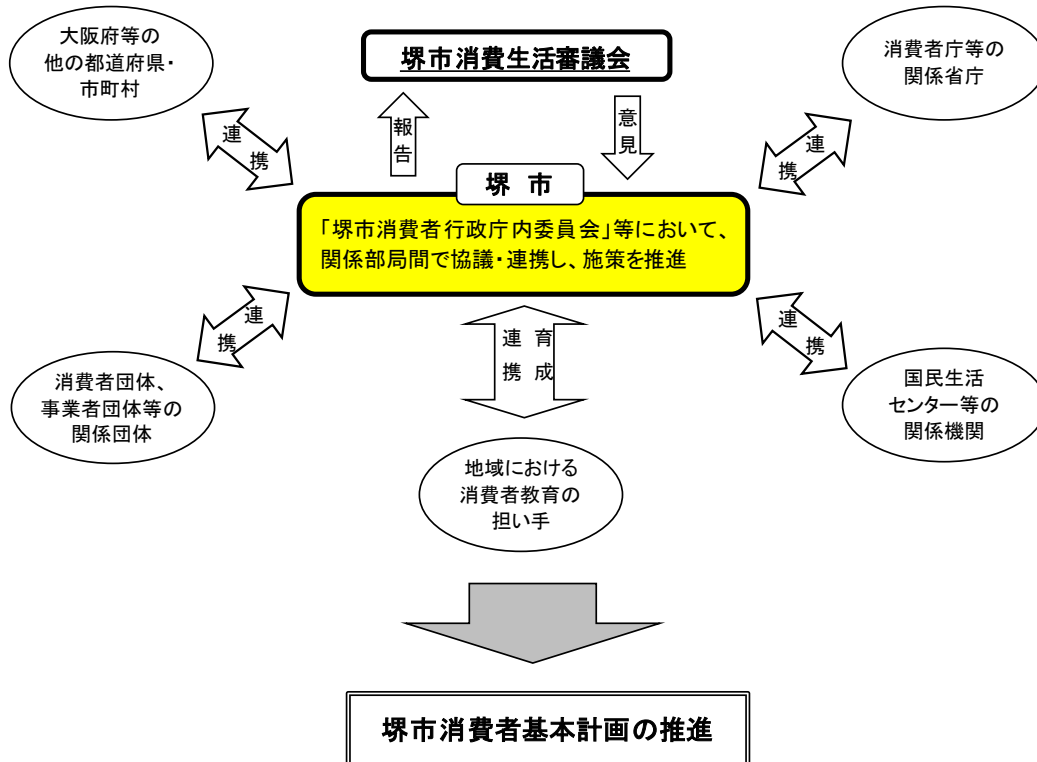 大阪府等の
他の都道府県・
市町村
堺市消費生活審議会
消費者庁等の
関係省庁
連携
報告
意見
連携
堺 市
「堺市消費者行政庁内委員会」等において、
関係部局間で協議・連携し、施策を推進
連携
連携
育成
連携
消費者団体、
事業者団体等の
関係団体
国民生活
センター等の
関係機関
地域における
消費者教育の
担い手
堺市消費者基本計画の推進